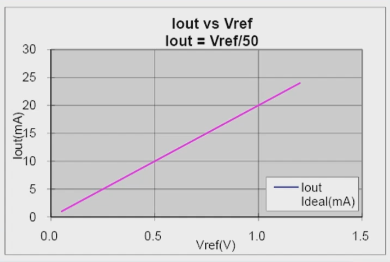 Iout vs Vref
Iout = Vref/50
30
25
20
15
10
5
0
Iout(mA)
0.0 0.5 1.0 1.5
Vref(V)
Iout
Ideal(mA)